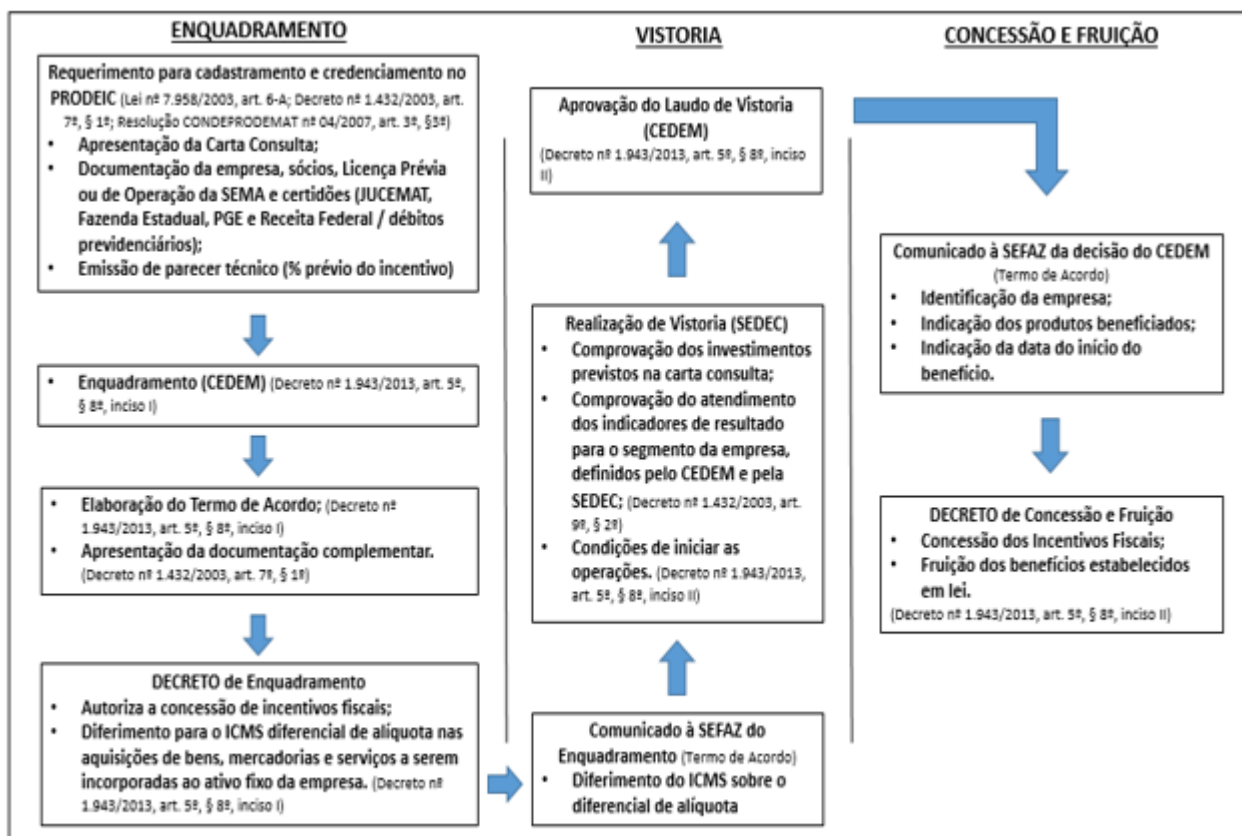 ENQUADRAMENTO
Requerimento para cadastramento e credenciamento no
PRODEIC (Lei nº 7.958/2003, art. 6-A; Decreto nº 1.432/2003, art.
7º, § 1º; Resolução CONDEPRODEMAT nº 04/2007, art. 3º, §3º)
• Apresentação da Carta Consulta;
• Documentação da empresa, sócios, Licença Prévia
ou de Operação da SEMA e certidões (JUCEMAT,
Fazenda Estadual, PGE e Receita Federal / débitos
previdenciários);
• Emissão de parecer técnico (% prévio do incentivo)
• Enquadramento (CEDEM) (Decreto nº 1.943/2013, art. 5º,
§ 8º, inciso I)
• Elaboração do Termo de Acordo; (Decreto nº
1.943/2013, art. 5º, § 8º, inciso I)
• Apresentação da documentação complementar.
(Decreto nº 1.432/2003, art. 7º, § 1º)
DECRETO de Enquadramento
• Autoriza a concessão de incentivos fiscais;
• Diferimento para o ICMS diferencial de alíquota nas
aquisições de bens, mercadorias e serviços a serem
incorporadas ao ativo fixo da empresa. (Decreto nº
1.943/2013, art. 5º, § 8º, inciso I)
VISTORIA
Aprovação do Laudo de Vistoria
(CEDEM)
(Decreto nº 1.943/2013, art. 5º, § 8º, inciso
II)
Realização de Vistoria (SEDEC)
• Comprovação dos investimentos
previstos na carta consulta;
• Comprovação do atendimento
dos indicadores de resultado
para o segmento da empresa,
definidos pelo CEDEM e pela
SEDEC; (Decreto nº 1.432/2003, art.
9º, § 2º)
• Condições de iniciar as
operações. (Decreto nº 1.943/2013,
art. 5º, § 8º, inciso II)
Comunicado à SEFAZ do
Enquadramento (Termo de Acordo)
• Diferimento do ICMS sobre o
diferencial de alíquota
CONCESSÃO E FRUIÇÃO
Comunicado à SEFAZ da decisão do CEDEM
(Termo de Acordo)
• Identificação da empresa;
• Indicação dos produtos beneficiados;
• Indicação da data do início do
benefício.
DECRETO de Concessão e Fruição
• Concessão dos Incentivos Fiscais;
• Fruição dos benefícios estabelecidos
em lei.
(Decreto nº 1.943/2013, art. 5º, § 8º, inciso II)